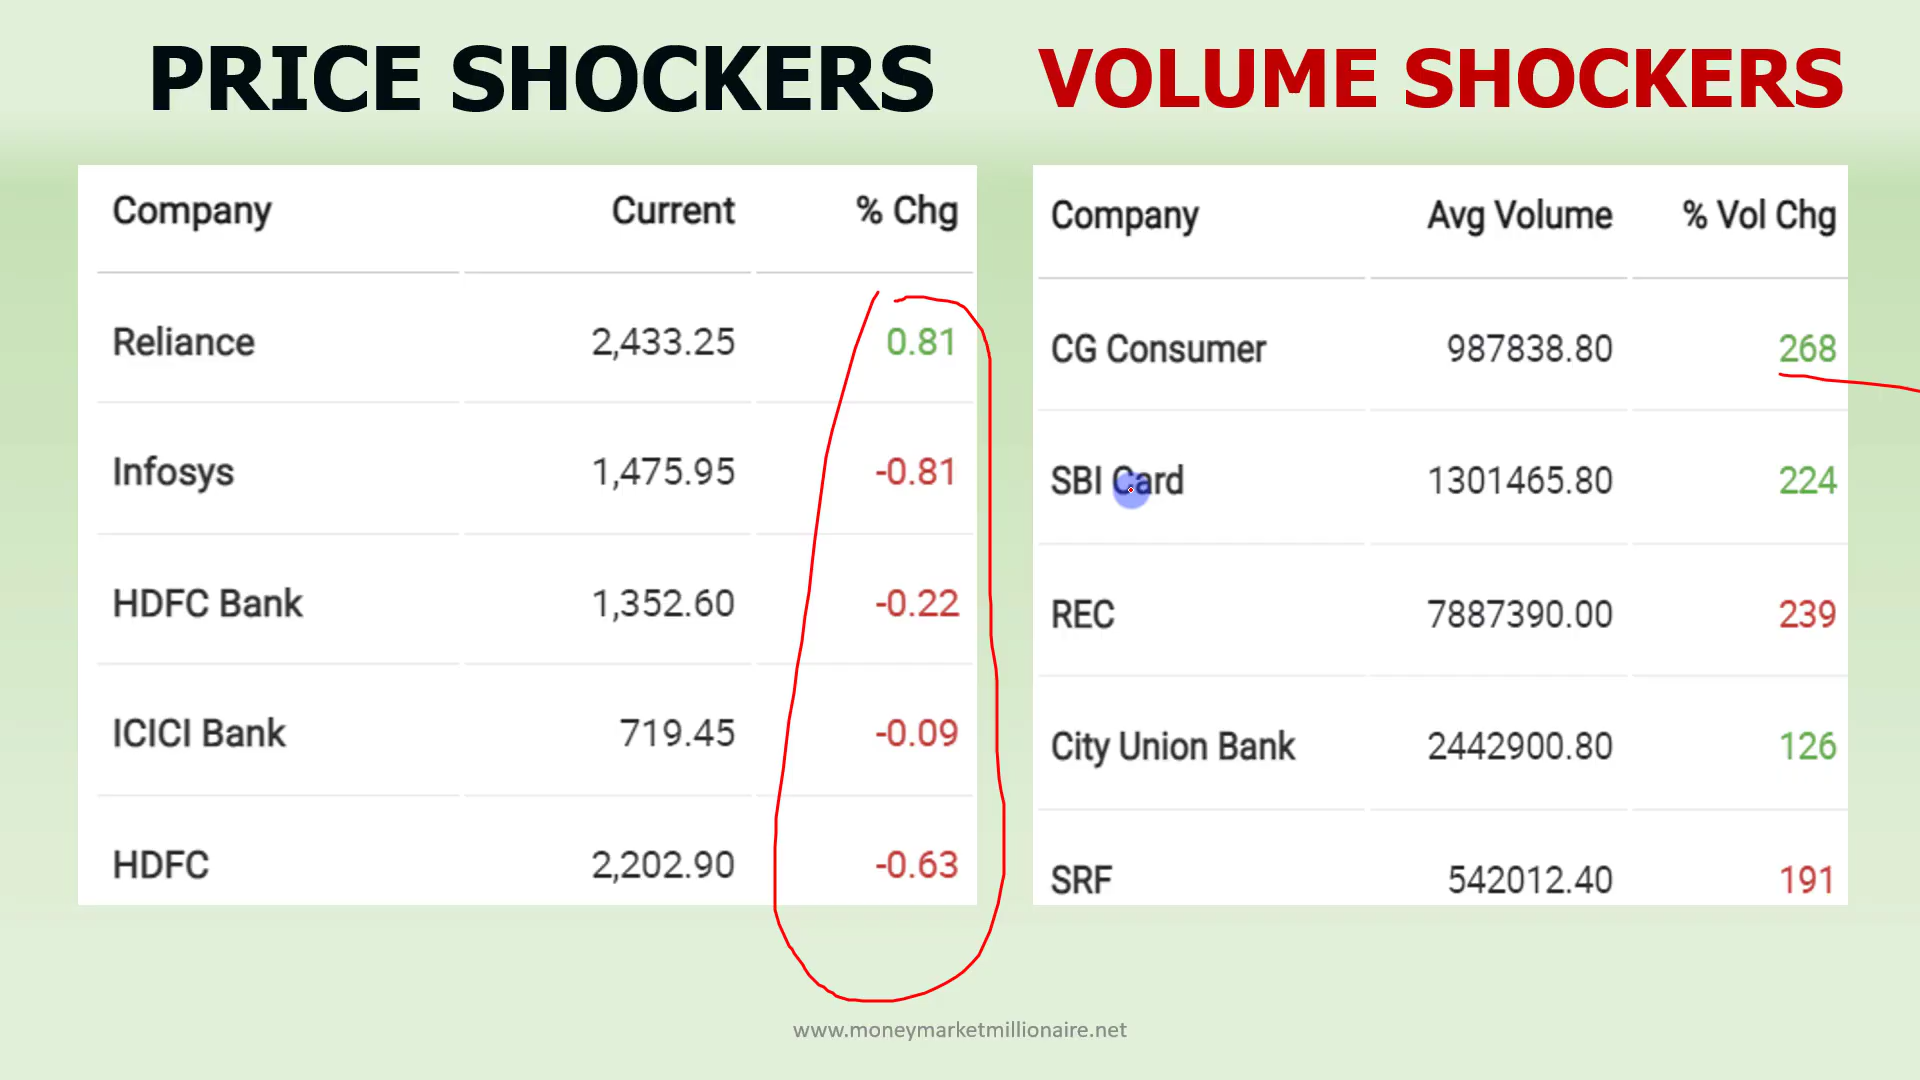 PRICE SHOCKERS
Company Current % Chg
Reliance 2,433.25 0.81
Infosys 1,475.95 -0.81
HDFC Bank 1,352.60 -0.22
ICICI Bank 719.45 -0.09
HDFC 2,202.90 -0.63
VOLUME SHOCKERS
Company Avg Volume % Vol Chg
CG Consumer 987838.80 268
SBI Card 1301465.80 224
REC 7887390.00 239
City Union Bank 2442900.80 126
SRF 542012.40 191
www.moneymarketmillionaire.net